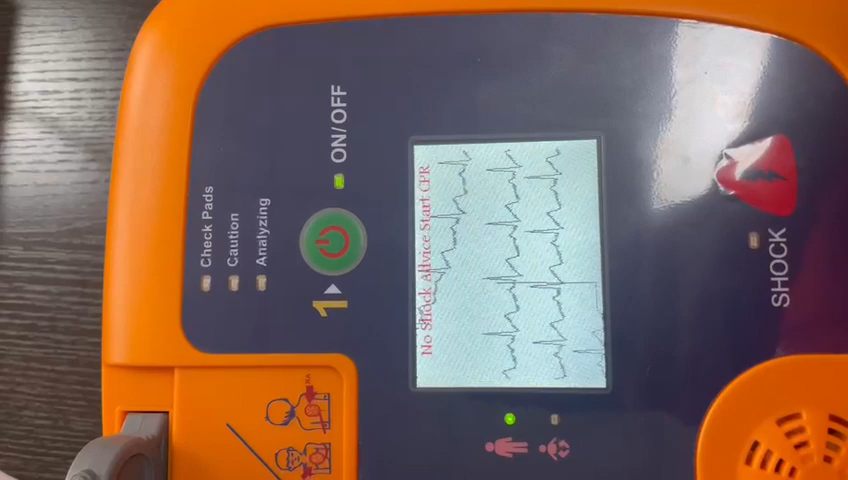 Check Pads
Caution
Analyzing
1
ON/OFF
No Shock Advice Start CPR
SHOCK